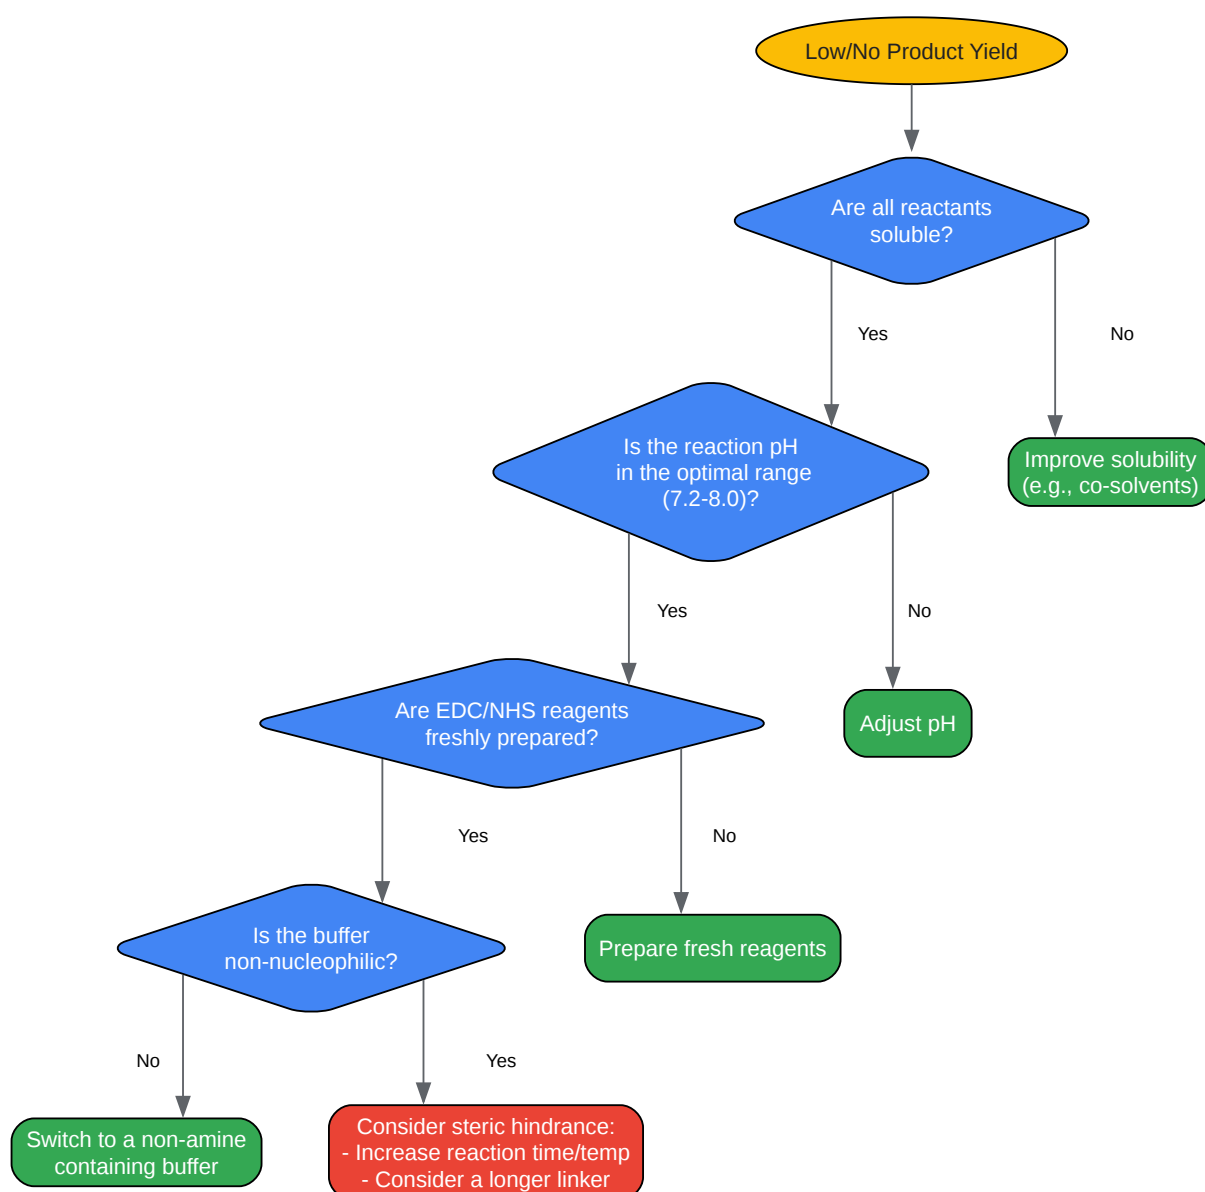 Low/No Product Yield
Are all reactants
soluble?
Yes
No
Is the reaction pH
in the optimal range
(7.2-8.0)?
Improve solubility
(e.g., co-solvents)
Yes
No
Are EDC/NHS reagents
freshly prepared?
Adjust pH
Yes
No
Is the buffer
non-nucleophilic?
Prepare fresh reagents
No
Yes
Switch to a non-amine
containing buffer
Consider steric hindrance:
- Increase reaction time/temp
- Consider a longer linker